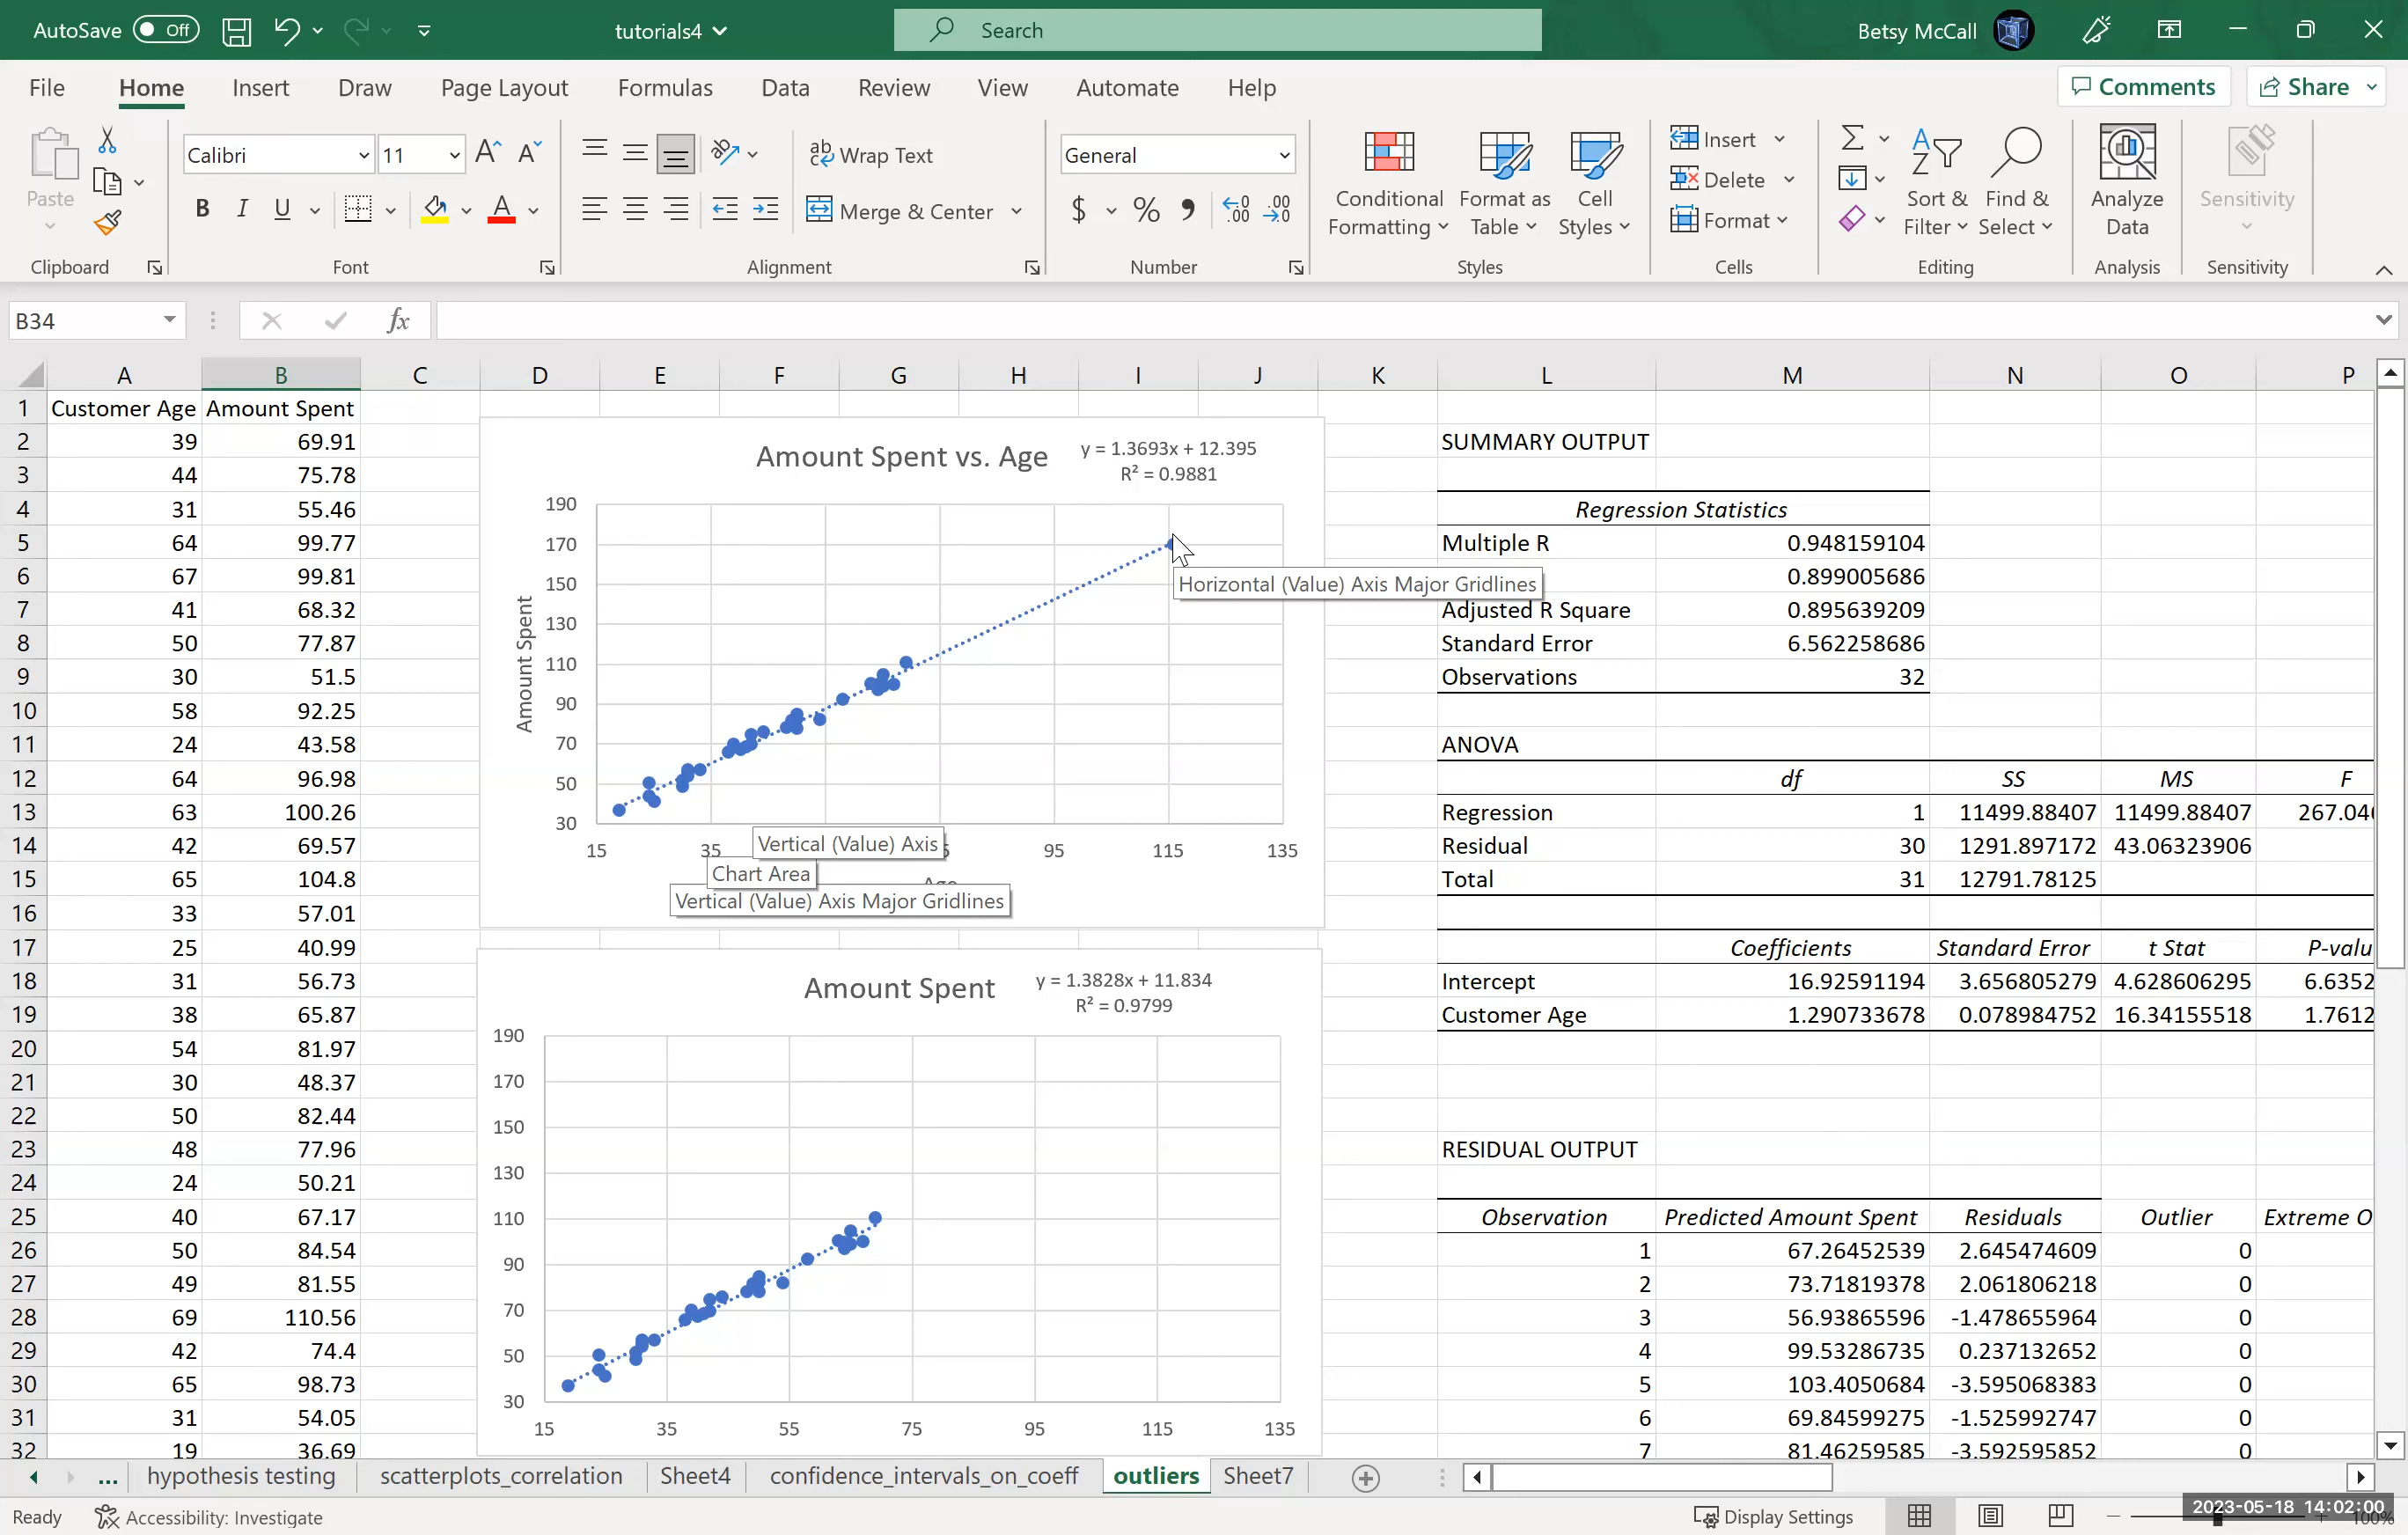 AutoSave Off tutorials4 Search Betsy McCall
File Home Insert Draw Page Layout Formulas Data Review View Automate Help Comments Share
Paste Calibri 11 Wrap Text General Conditional Formatting Format as Table Cell Styles Insert Sort & Filter Find & Select Analyze Data Sensitivity
B I U Merge & Center $ % Delete
Format
Clipboard Font Alignment Number Styles Cells Editing Analysis Sensitivity
B34 fx
A B C D E F G H I J K L M N O P
1 Customer Age Amount Spent
2 39 69.91
3 44 75.78
4 31 55.46
5 64 99.77
6 67 99.81
7 41 68.32
8 50 77.87
9 30 51.5
10 58 92.25
11 24 43.58
12 64 96.98
13 63 100.26
14 42 69.57
15 65 104.8
16 33 57.01
17 25 40.99
18 31 56.73
19 38 65.87
20 54 81.97
21 30 48.37
22 50 82.44
23 48 77.96
24 24 50.21
25 40 67.17
26 50 84.54
27 49 81.55
28 69 110.56
29 42 74.4
30 65 98.73
31 31 54.05
32 19 36.69
Amount Spent vs. Age
y = 1.3693x + 12.395
R² = 0.9881
190
170
150
130
110
90
70
50
30
Amount Spent
15 35 95 115 135
Horizontal (Value) Axis Major Gridlines
Vertical (Value) Axis
Chart Area
Vertical (Value) Axis Major Gridlines
Amount Spent
y = 1.3828x + 11.834
R² = 0.9799
190
170
150
130
110
90
70
50
30
15 35 55 75 95 115 135
SUMMARY OUTPUT
Regression Statistics
Multiple R 0.948159104
0.899005686
Adjusted R Square 0.895639209
Standard Error 6.562258686
Observations 32
ANOVA
df SS MS F
Regression 1 11499.88407 11499.88407 267.04
Residual 30 1291.897172 43.06323906
Total 31 12791.78125
Coefficients Standard Error t Stat P-valu
Intercept 16.92591194 3.656805279 4.628606295 6.6352
Customer Age 1.290733678 0.078984752 16.34155518 1.7612
RESIDUAL OUTPUT
Observation Predicted Amount Spent Residuals Outlier Extreme O
1 67.26452539 2.645474609 0
2 73.71819378 2.061806218 0
3 56.93865596 -1.478655964 0
4 99.53286735 0.237132652 0
5 103.4050684 -3.595068383 0
6 69.84599275 -1.525992747 0
7 81.46259585 -3.592595852 0
... hypothesis testing scatterplots_correlation Sheet4 confidence_intervals_on_coeff outliers Sheet7
Ready Accessibility: Investigate Display Settings 100%
2023-05-18 14:02:00